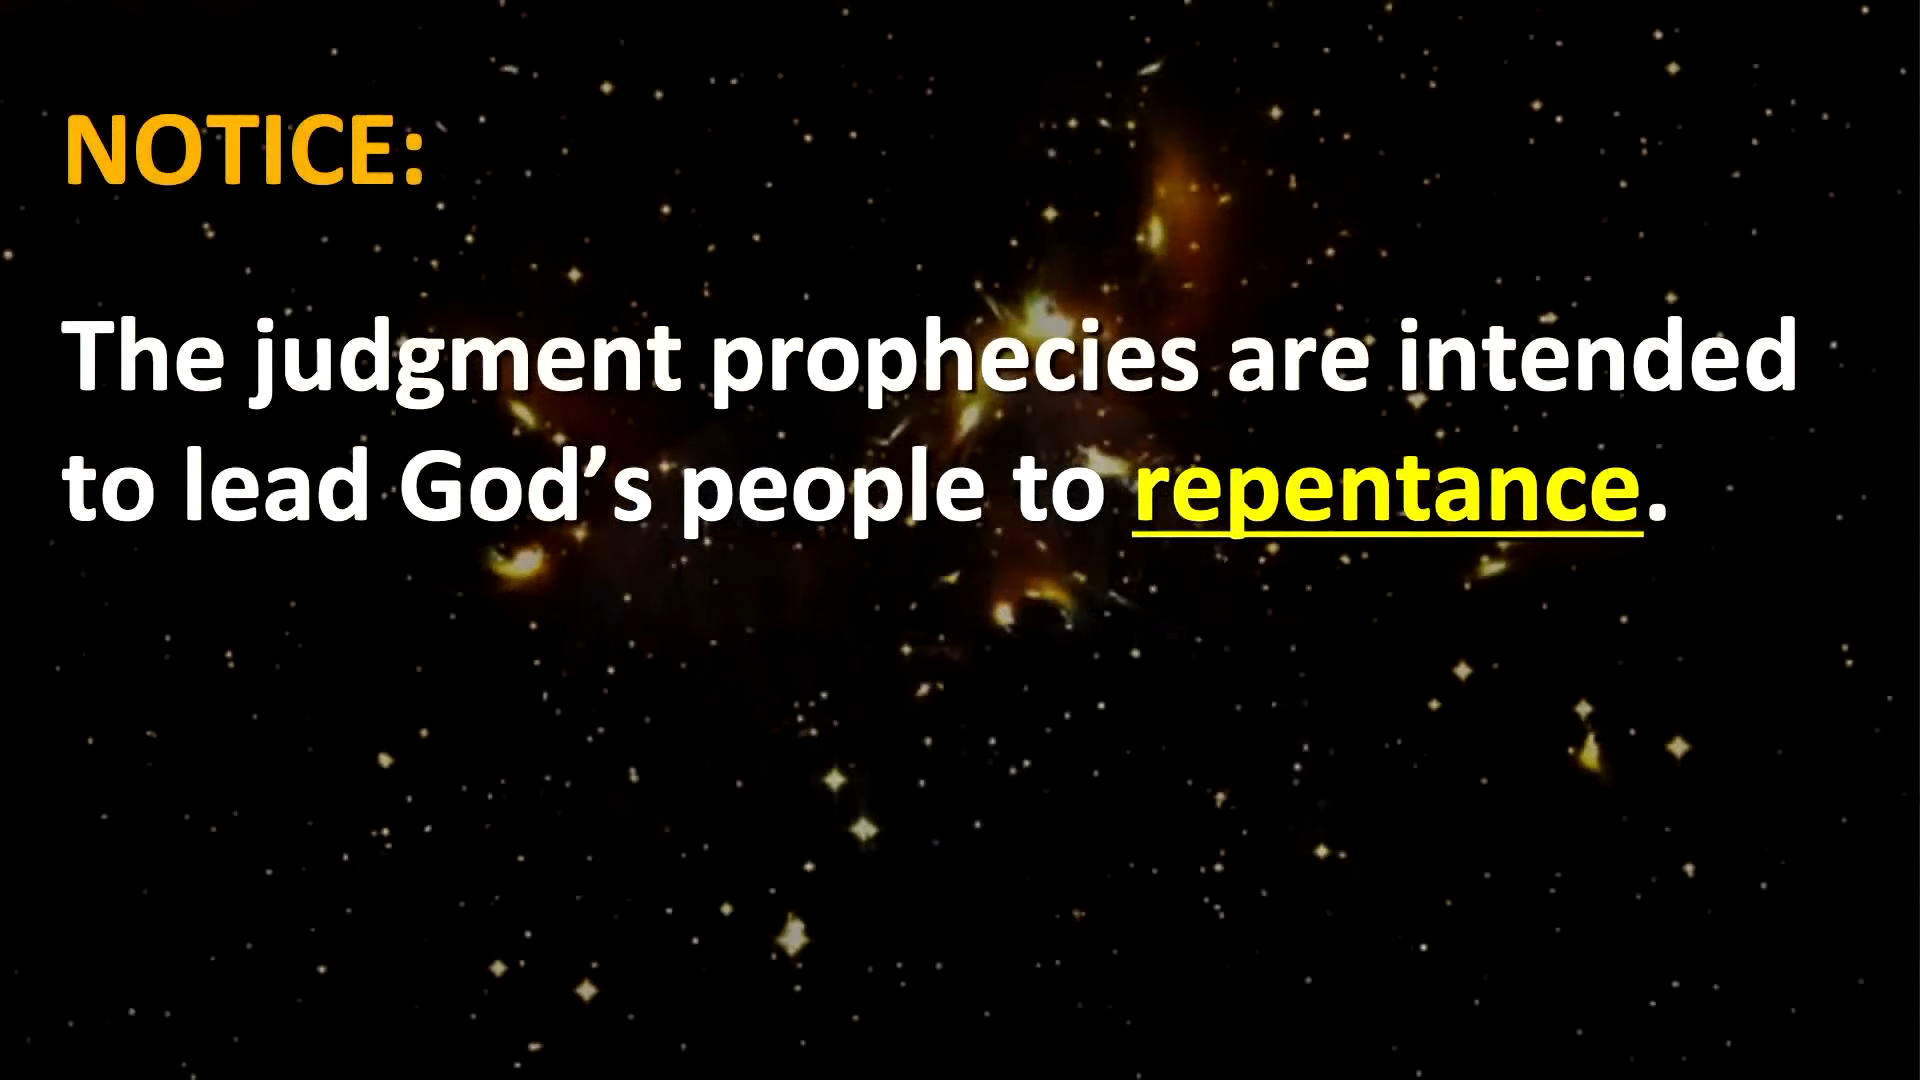 NOTICE:
The judgment prophecies are intended
to lead God’s people to repentance.